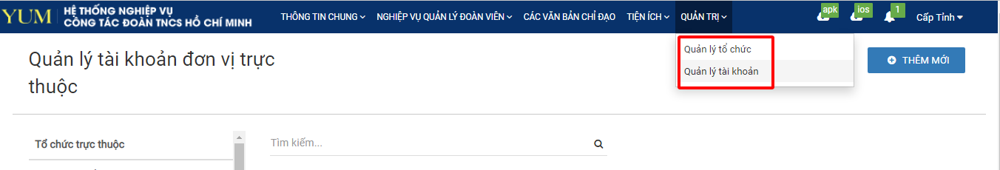 YUM
HỆ THỐNG NGHIỆP VỤ
CÔNG TÁC ĐOÀN TNCS HỒ CHÍ MINH
THÔNG TIN CHUNG
NGHIỆP VỤ QUẢN LÝ ĐOÀN VIÊN
CÁC VĂN BẢN CHỈ ĐẠO
TIỆN ÍCH
QUẢN TRỊ
apk
ios
1
Cấp Tỉnh
Quản lý tổ chức
Quản lý tài khoản
Quản lý tài khoản đơn vị trực
thuộc
THÊM MỚI
Tổ chức trực thuộc
Tìm kiếm...